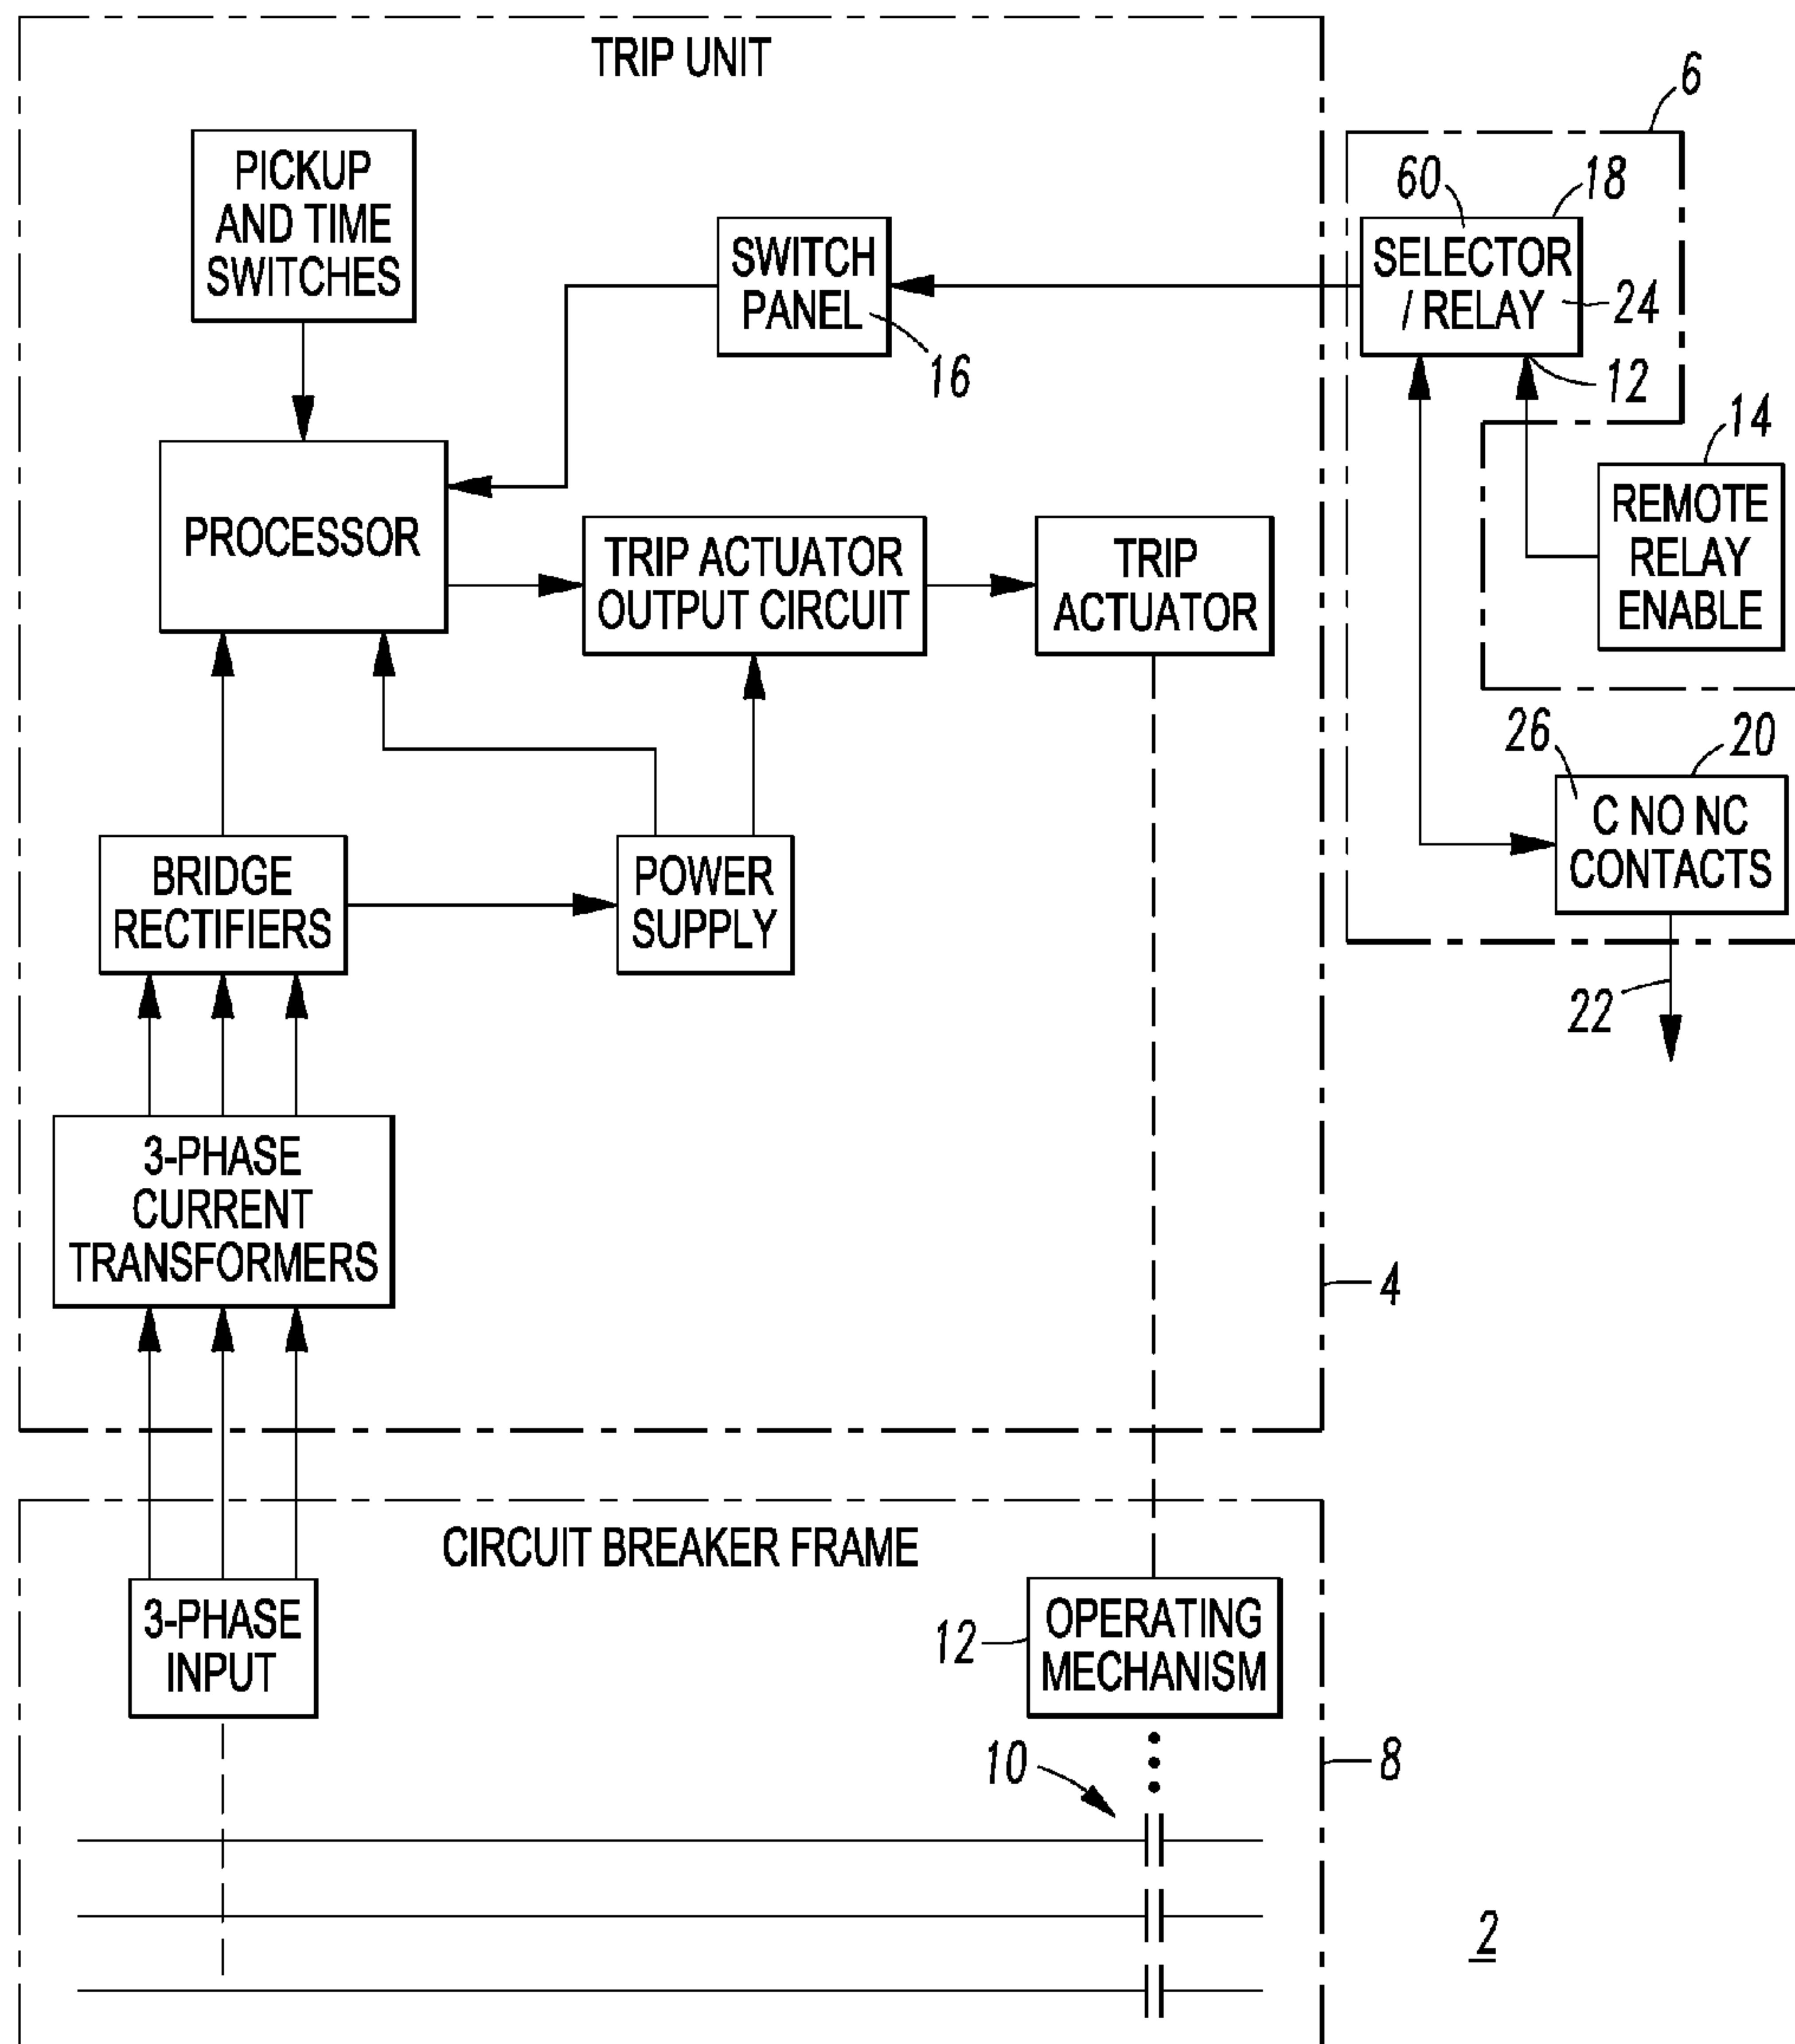 TRIP UNIT
6
PICKUP
AND TIME
SWITCHES
60
18
SWITCH
PANEL
SELECTOR
/ RELAY
24
16
12
14
PROCESSOR
REMOTE
RELAY
ENABLE
TRIP ACTUATOR
OUTPUT CIRCUIT
TRIP
ACTUATOR
26
20
C NO NC
CONTACTS
BRIDGE
RECTIFIERS
POWER
SUPPLY
22
3-PHASE
CURRENT
TRANSFORMERS
4
CIRCUIT BREAKER FRAME
3-PHASE
INPUT
12
OPERATING
MECHANISM
10
8
2